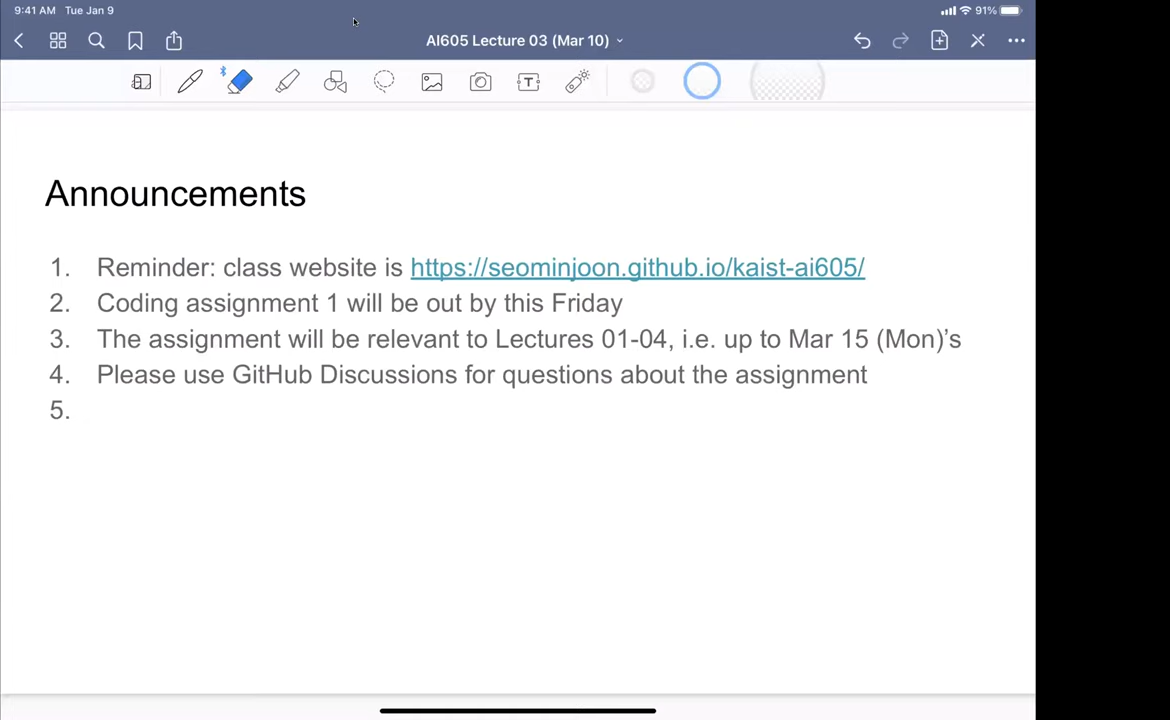 9:41 AM Tue Jan 9
91%
AI605 Lecture 03 (Mar 10)
T
Announcements
1. Reminder: class website is https://seominjoon.github.io/kaist-ai605/
2. Coding assignment 1 will be out by this Friday
3. The assignment will be relevant to Lectures 01-04, i.e. up to Mar 15 (Mon)’s
4. Please use GitHub Discussions for questions about the assignment
5.